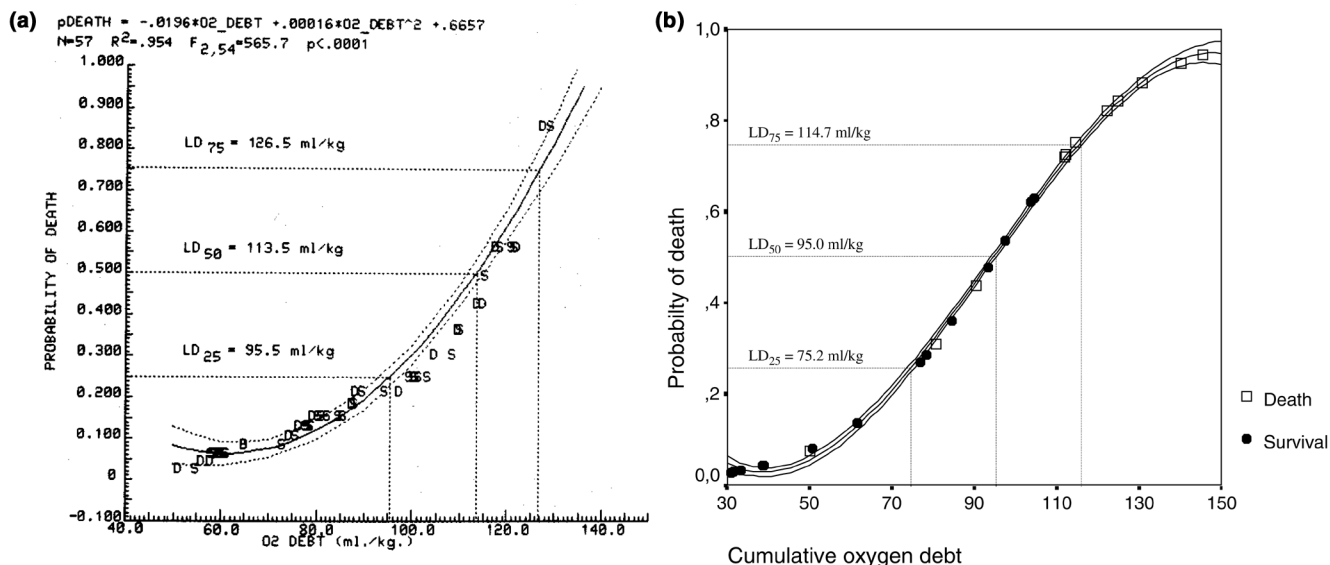 (a)
pDEATH = -.0196*O2_DEBT +.00016*O2_DEBT^2 +.6657
N=57 R²=.954 F2,54=565.7 p<.0001
1.000
0.900
0.800
0.700
0.600
0.500
0.400
0.300
0.200
0.100
0
-0.100
PROBABILITY OF DEATH
LD75 = 126.5 ml/kg
LD50 = 113.5 ml/kg
LD25 = 95.5 ml/kg
40.0 60.0 80.0 100.0 120.0 140.0
O2 DEBT (ml./kg.)
(b)
1,0
,8
,6
,4
,2
0,0
Probabilty of death
LD75 = 114.7 ml/kg
LD50 = 95.0 ml/kg
LD25 = 75.2 ml/kg
30 50 70 90 110 130 150
Cumulative oxygen debt
Death
Survival